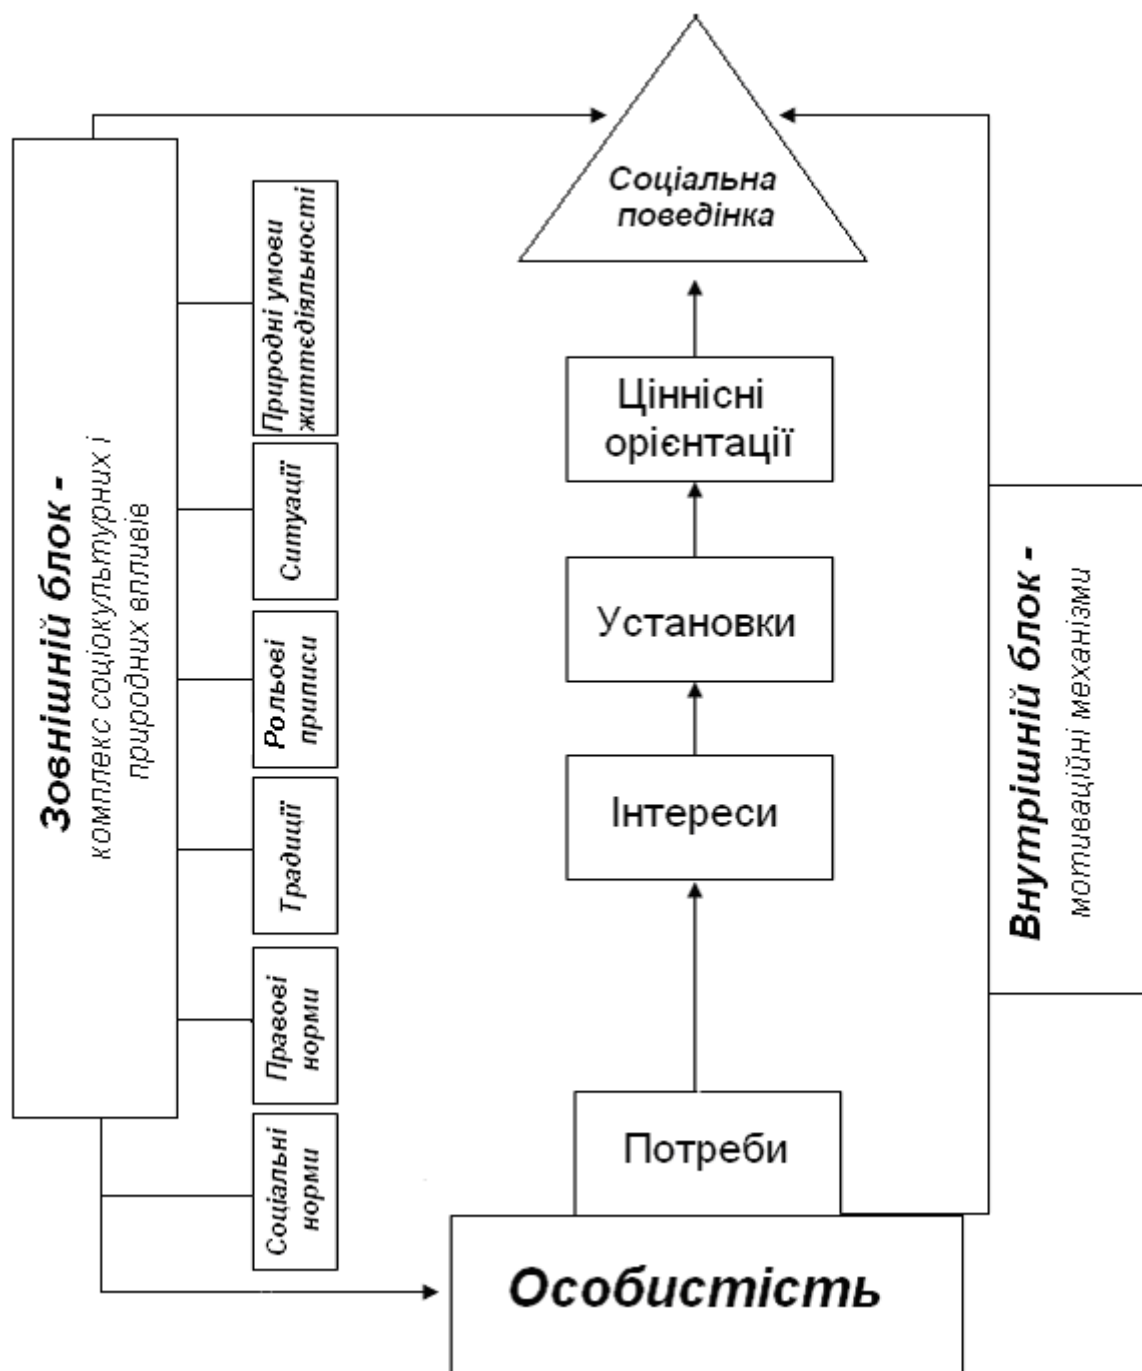 Соціальна
поведінка
Зовнішній блок -
комплекс соціокультурних і
природних впливів
Природні умови
життєдіяльності
Ситуації
Рольові
приписи
Традиції
Правові
норми
Соціальні
норми
Ціннісні
орієнтації
Установки
Інтереси
Потреби
Особистість
Внутрішній блок -
мотиваційні механізми